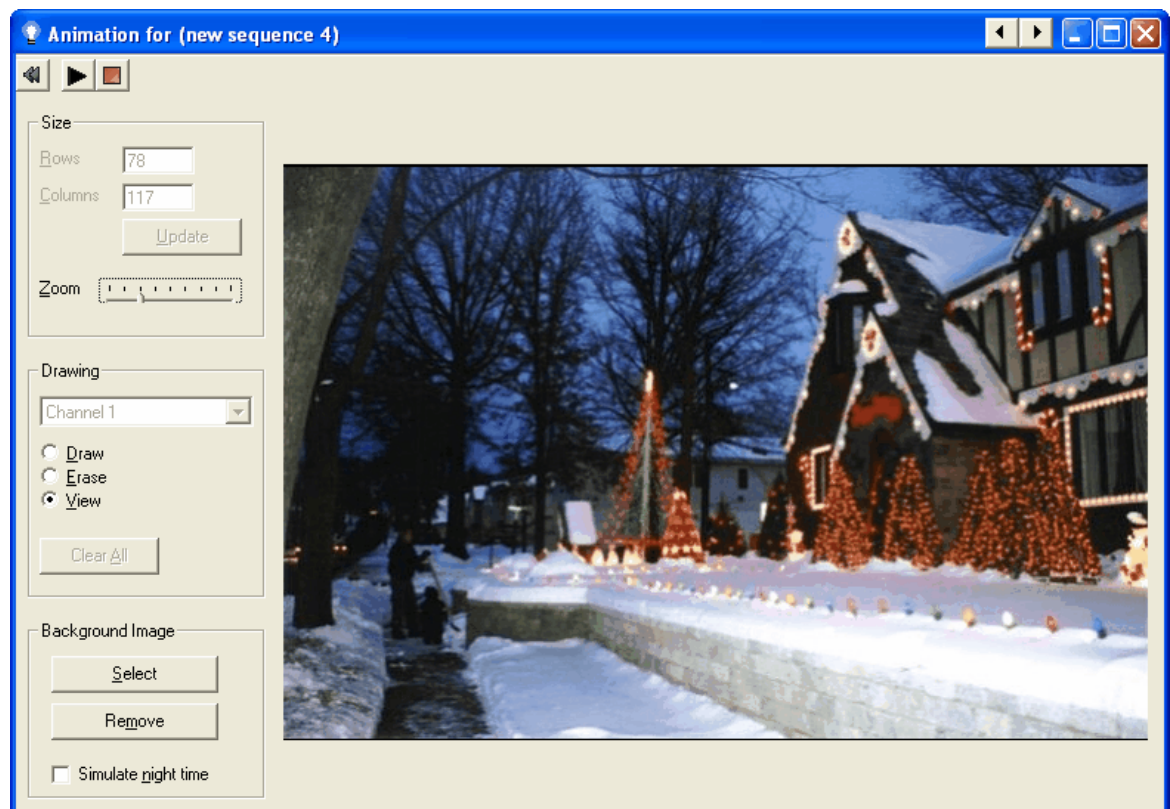 Animation for (new sequence 4)
Size
Rows 78
Columns 117
Update
Zoom
Drawing
Channel 1
Draw
Erase
View
Clear All
Background Image
Select
Remove
Simulate night time